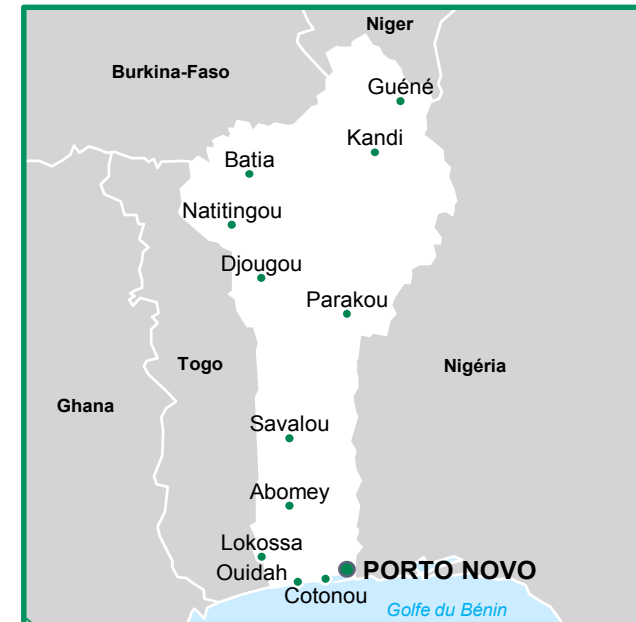 Niger
Burkina-Faso
Guéné
Kandi
Batia
Natitingou
Djougou
Parakou
Togo
Nigéria
Ghana
Savalou
Abomey
Lokossa
Ouidah
PORTO NOVO
Cotonou
Golfe du Bénin